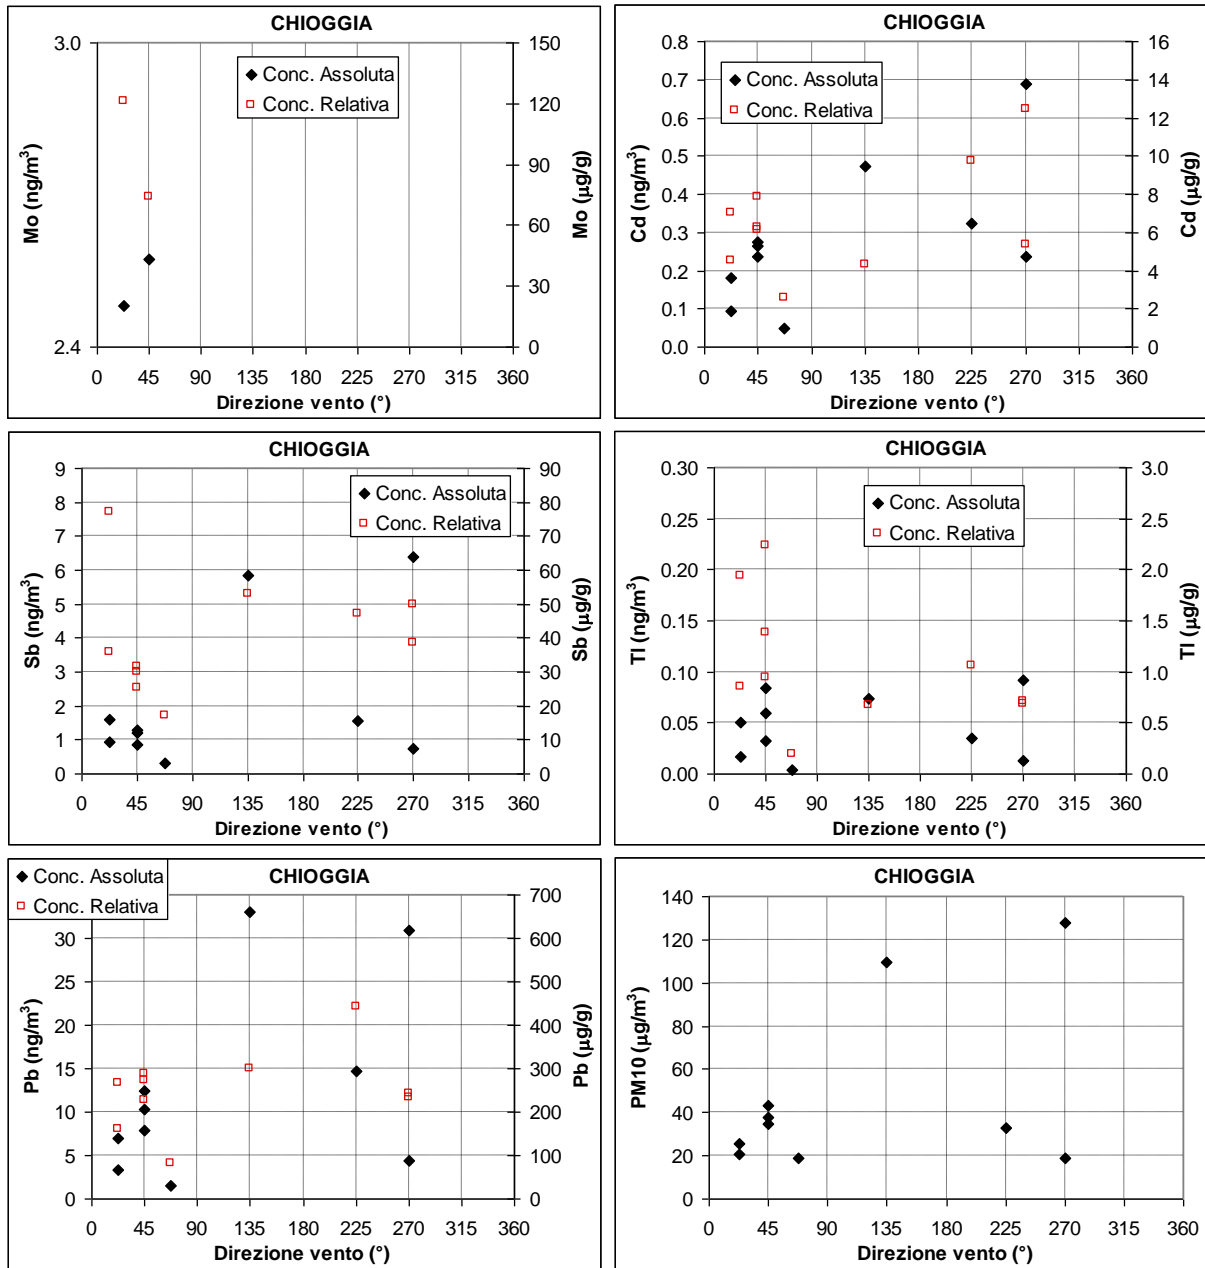 CHIOGGIA
3.0
2.4
150
120
90
60
30
0
Mo (ng/m³)
Mo (µg/g)
Conc. Assoluta
Conc. Relativa
0 45 90 135 180 225 270 315 360
Direzione vento (°)
CHIOGGIA
0.8
0.7
0.6
0.5
0.4
0.3
0.2
0.1
0.0
16
14
12
10
8
6
4
2
0
Cd (ng/m³)
Cd (µg/g)
Conc. Assoluta
Conc. Relativa
0 45 90 135 180 225 270 315 360
Direzione vento (°)
CHIOGGIA
9
8
7
6
5
4
3
2
1
0
90
80
70
60
50
40
30
20
10
0
Sb (ng/m³)
Sb (µg/g)
Conc. Assoluta
Conc. Relativa
0 45 90 135 180 225 270 315 360
Direzione vento (°)
CHIOGGIA
0.30
0.25
0.20
0.15
0.10
0.05
0.00
3.0
2.5
2.0
1.5
1.0
0.5
0.0
Tl (ng/m³)
Tl (µg/g)
Conc. Assoluta
Conc. Relativa
0 45 90 135 180 225 270 315 360
Direzione vento (°)
CHIOGGIA
Conc. Assoluta
Conc. Relativa
30
25
20
15
10
5
0
700
600
500
400
300
200
100
0
Pb (ng/m³)
Pb (µg/g)
0 45 90 135 180 225 270 315 360
Direzione vento (°)
CHIOGGIA
140
120
100
80
60
40
20
0
PM10 (µg/m³)
0 45 90 135 180 225 270 315 360
Direzione vento (°)